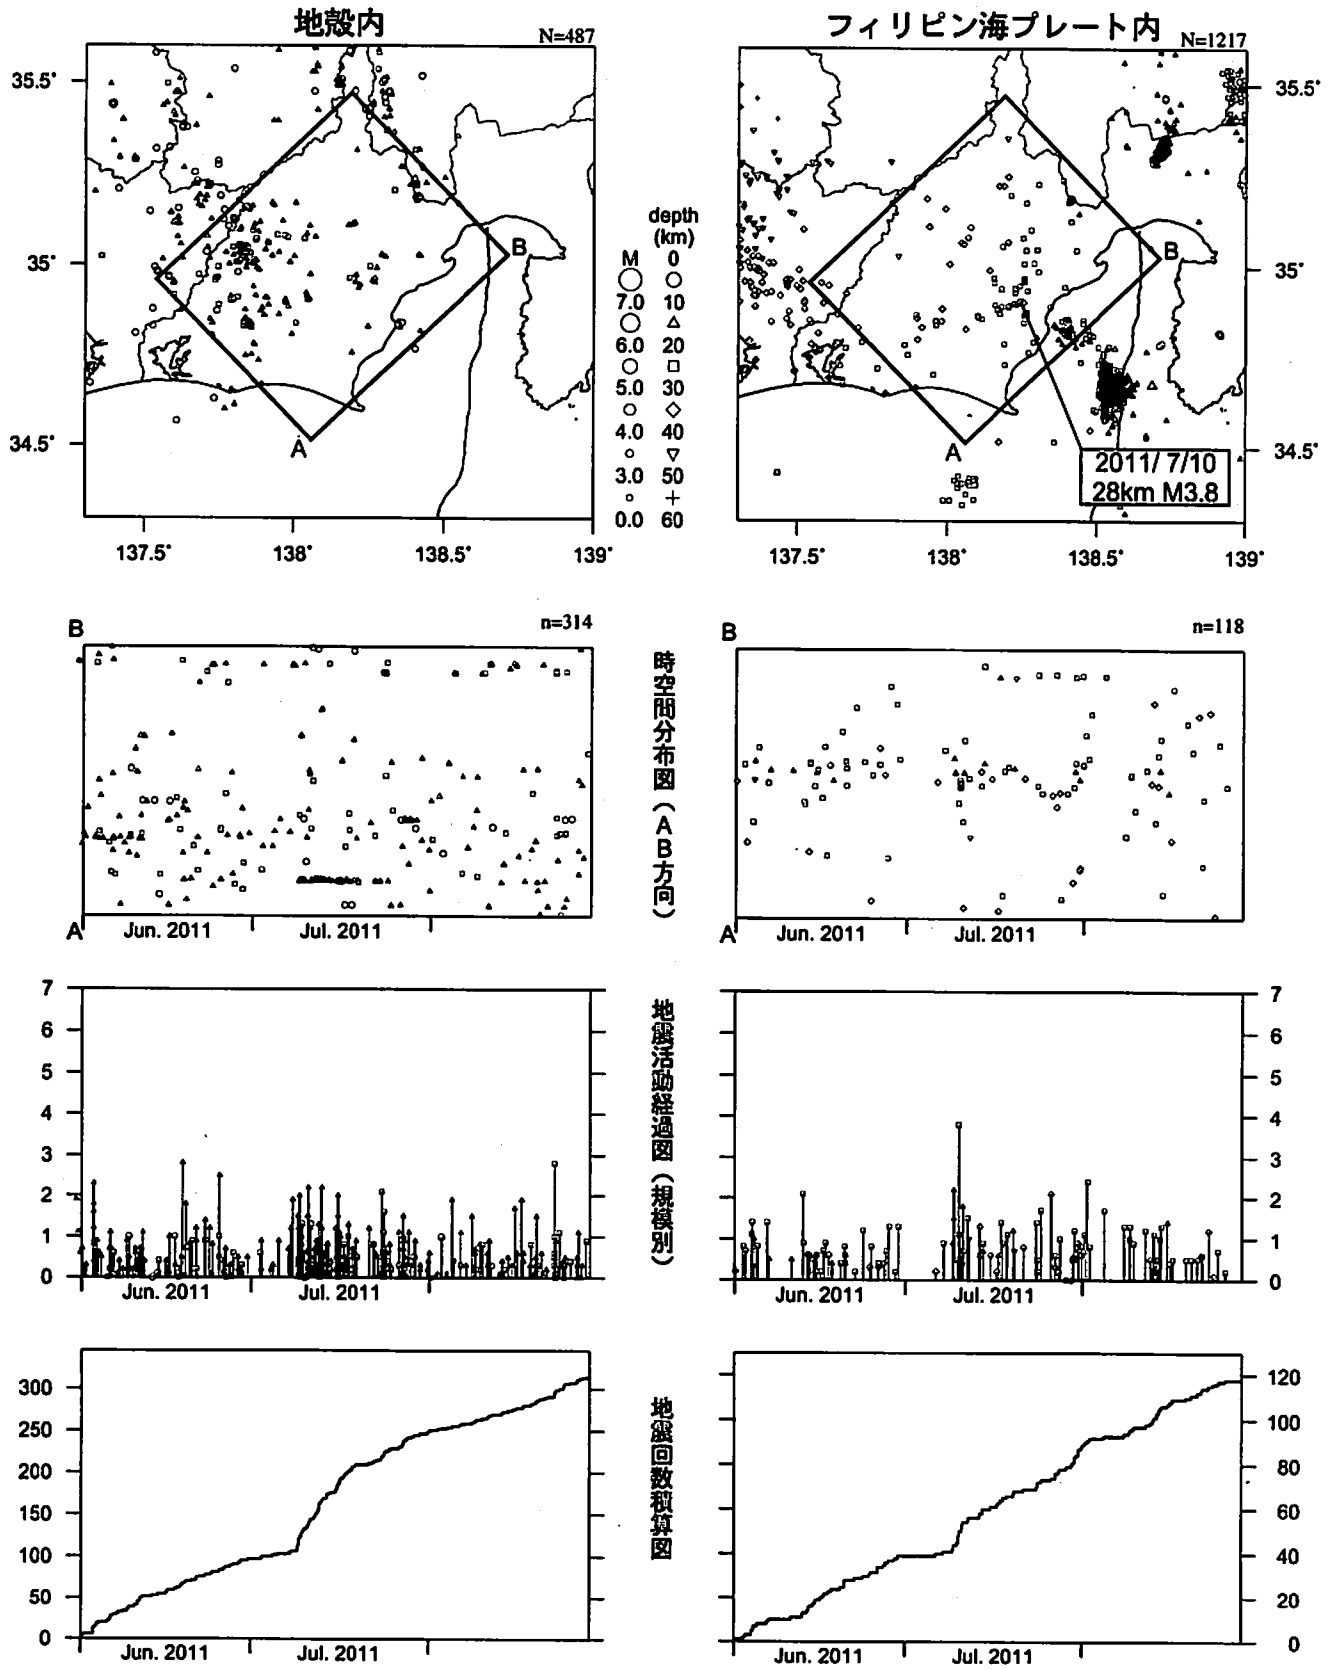 地殻内
N=487
35.5°
35°
34.5°
137.5°
138°
138.5°
139°
A
B
フィリピン海プレート内
N=1217
35.5°
35°
34.5°
137.5°
138°
138.5°
139°
A
B
2011/ 7/10
28km M3.8
depth
(km)
M 0
7.0 10
6.0 20
5.0 30
4.0 40
3.0 50
0.0 60
B
n=314
A
Jun. 2011
Jul. 2011
時空間分布図(AB方向)
B
n=118
A
Jun. 2011
Jul. 2011
7
6
5
4
3
2
1
0
Jun. 2011
Jul. 2011
地震活動経過図(規模別)
7
6
5
4
3
2
1
0
Jun. 2011
Jul. 2011
300
250
200
150
100
50
0
Jun. 2011
Jul. 2011
地震回数積算図
120
100
80
60
40
20
0
Jun. 2011
Jul. 2011